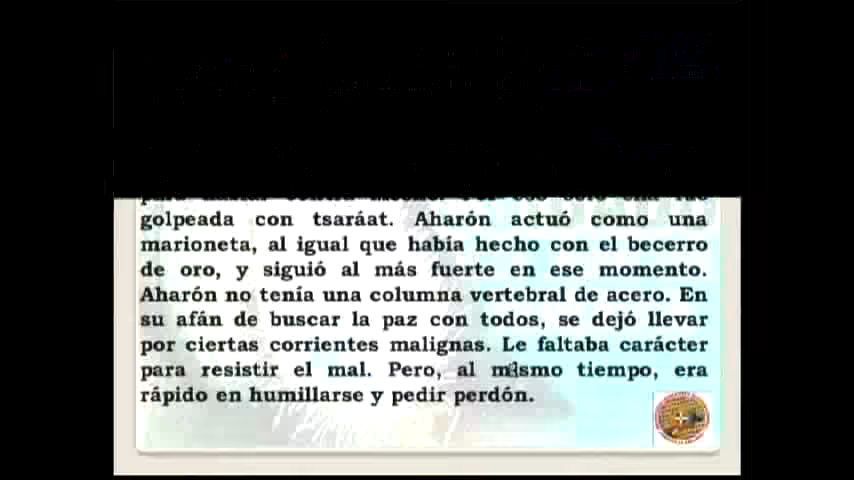 golpeada con tsaráat. Aharón actuó como una
marioneta, al igual que había hecho con el becerro
de oro, y siguió al más fuerte en ese momento.
Aharón no tenía una columna vertebral de acero. En
su afán de buscar la paz con todos, se dejó llevar
por ciertas corrientes malignas. Le faltaba carácter
para resistir el mal. Pero, al mismo tiempo, era
rápido en humillarse y pedir perdón.